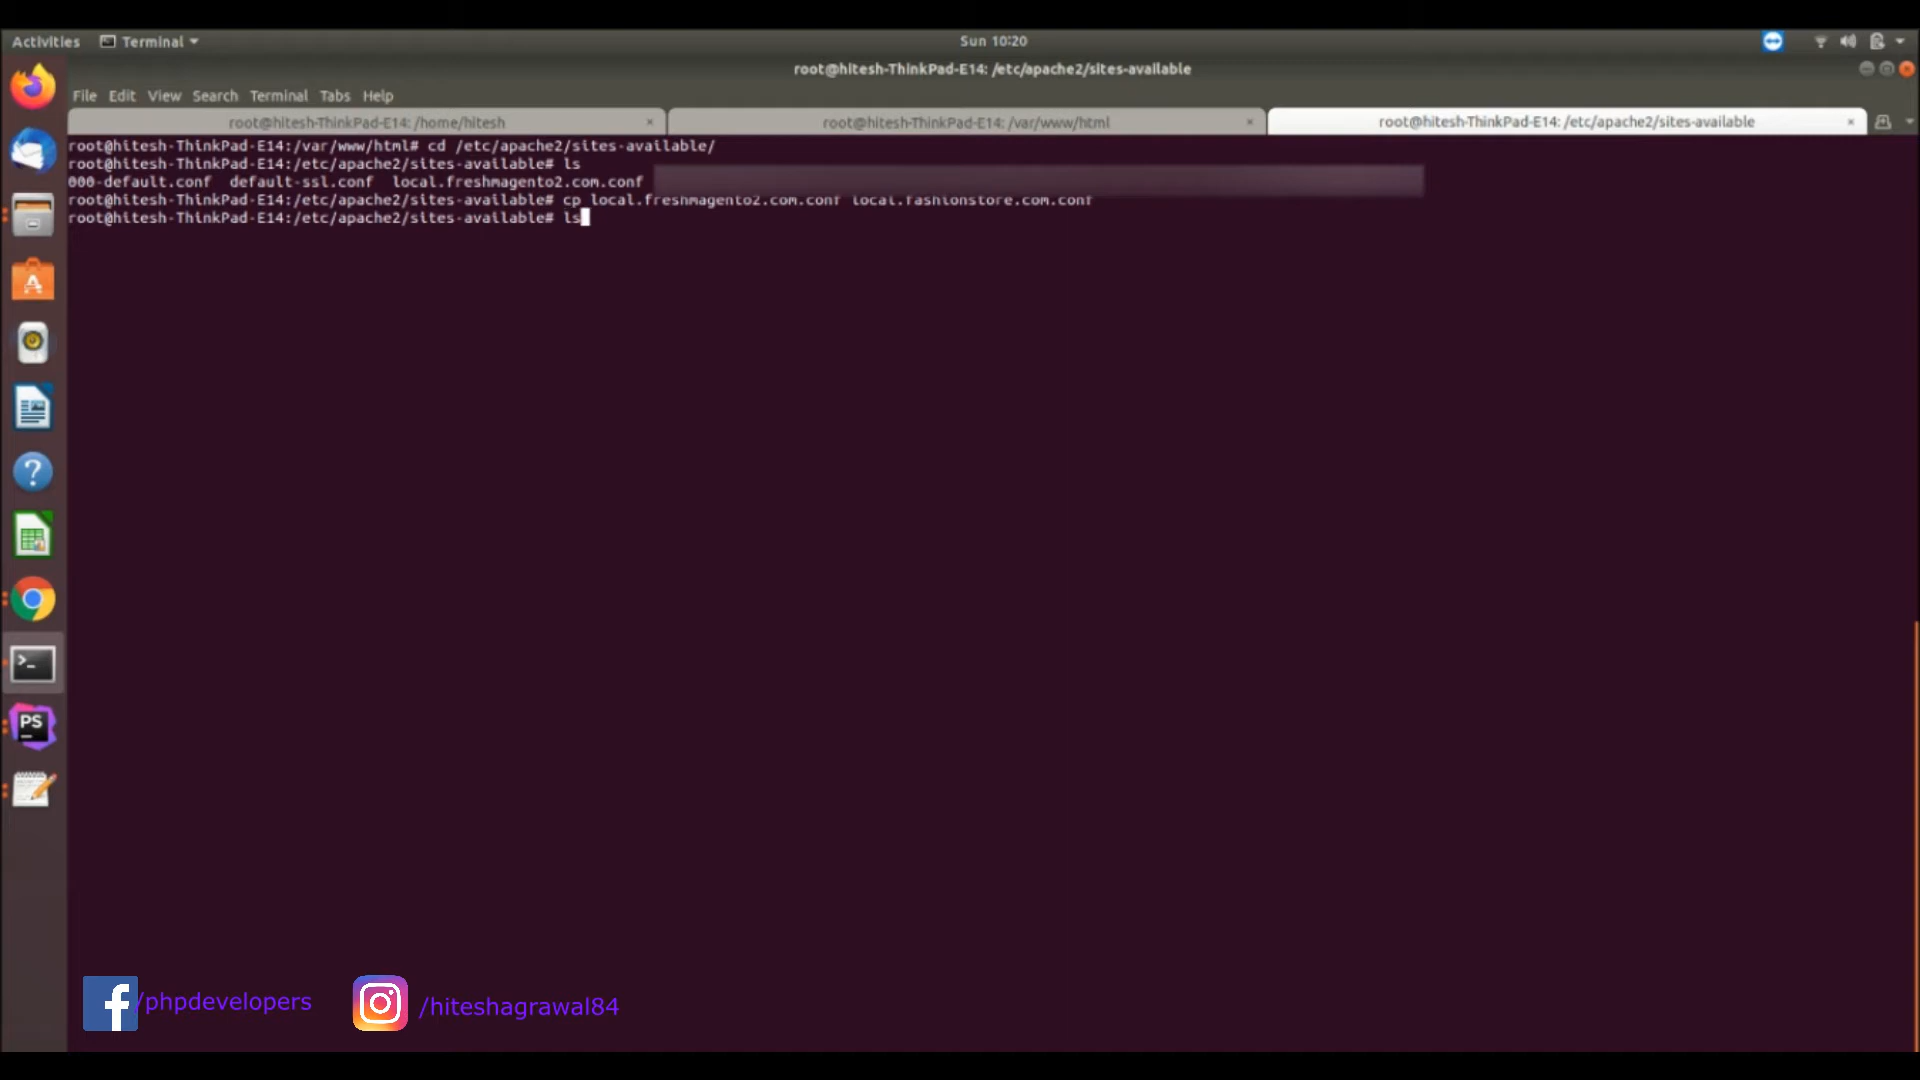 Activities Terminal Sun 10:20
root@hitesh-ThinkPad-E14: /etc/apache2/sites-available
File Edit View Search Terminal Tabs Help
root@hitesh-ThinkPad-E14: /home/hitesh × root@hitesh-ThinkPad-E14: /var/www/html × root@hitesh-ThinkPad-E14: /etc/apache2/sites-available ×
root@hitesh-ThinkPad-E14:/var/www/html# cd /etc/apache2/sites-available/
root@hitesh-ThinkPad-E14:/etc/apache2/sites-available# ls
000-default.conf default-ssl.conf local.freshmagento2.com.conf
root@hitesh-ThinkPad-E14:/etc/apache2/sites-available# cp local.freshmagento2.com.conf local.fashionstore.com.conf
root@hitesh-ThinkPad-E14:/etc/apache2/sites-available# ls
PS
/phpdevelopers /hiteshagrawal84